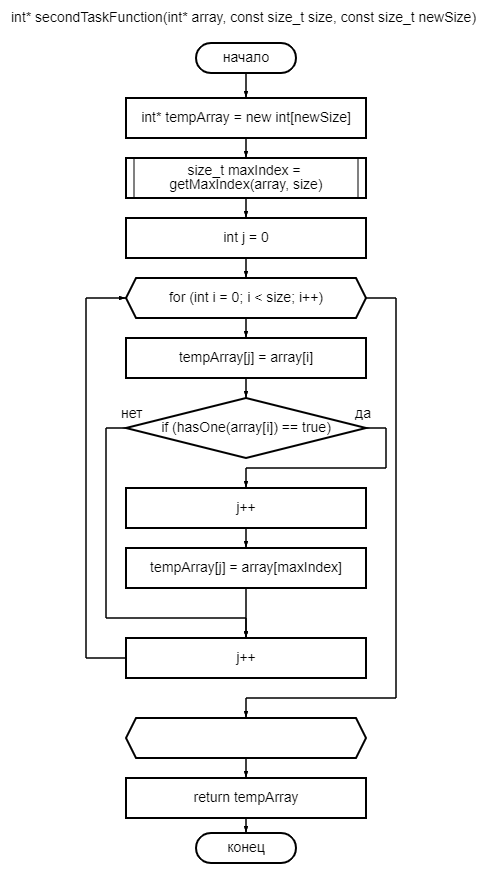 int* secondTaskFunction(int* array, const size_t size, const size_t newSize)
начало
int* tempArray = new int[newSize]
size_t maxIndex =
getMaxIndex(array, size)
int j = 0
for (int i = 0; i < size; i++)
tempArray[j] = array[i]
нет
да
if (hasOne(array[i]) == true)
j++
tempArray[j] = array[maxIndex]
j++
return tempArray
конец